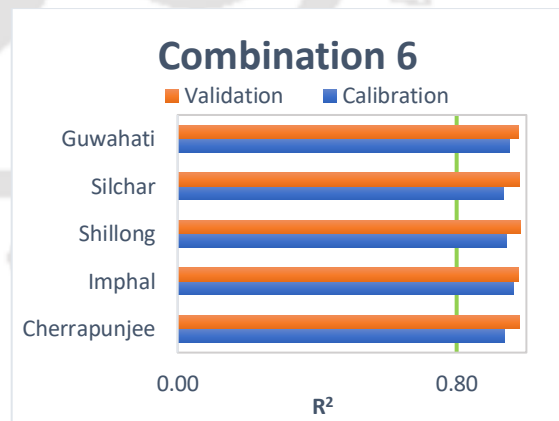 Combination 6
Validation Calibration
Guwahati
Silchar
Shillong
Imphal
Cherrapunjee
0.00 0.80
R²